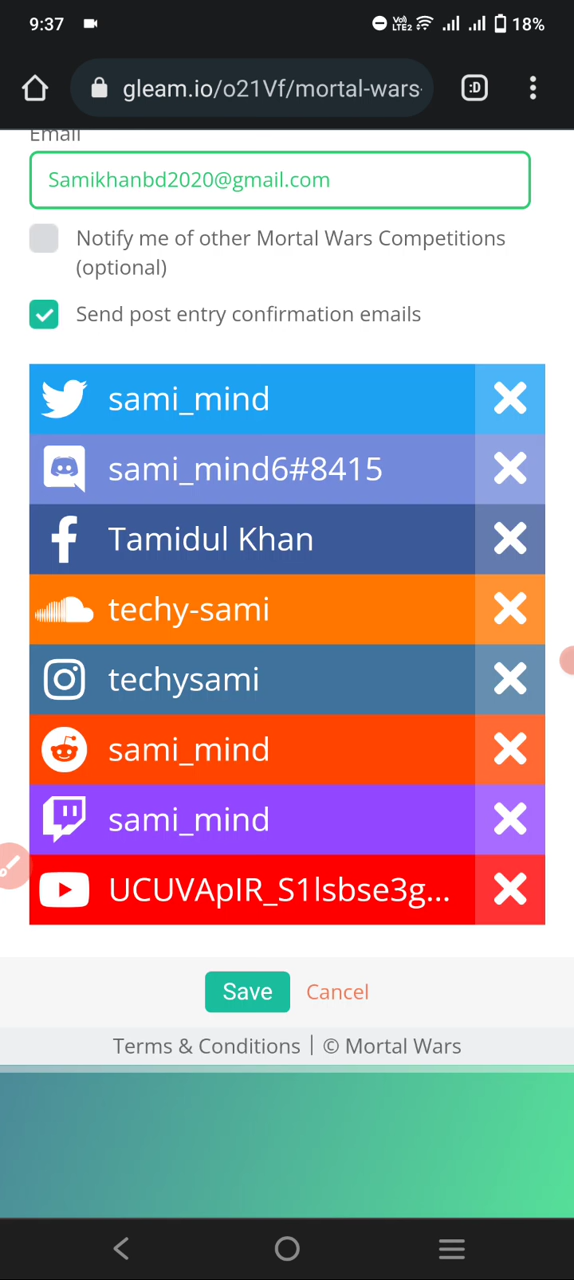 9:37
Vo)) LTE2 18%
gleam.io/o21Vf/mortal-wars-
:D
Email
Samikhanbd2020@gmail.com
Notify me of other Mortal Wars Competitions
(optional)
Send post entry confirmation emails
sami_mind
sami_mind6#8415
Tamidul Khan
techy-sami
techysami
sami_mind
sami_mind
UCUVApIR_S1lsbse3g...
Save Cancel
Terms & Conditions | © Mortal Wars